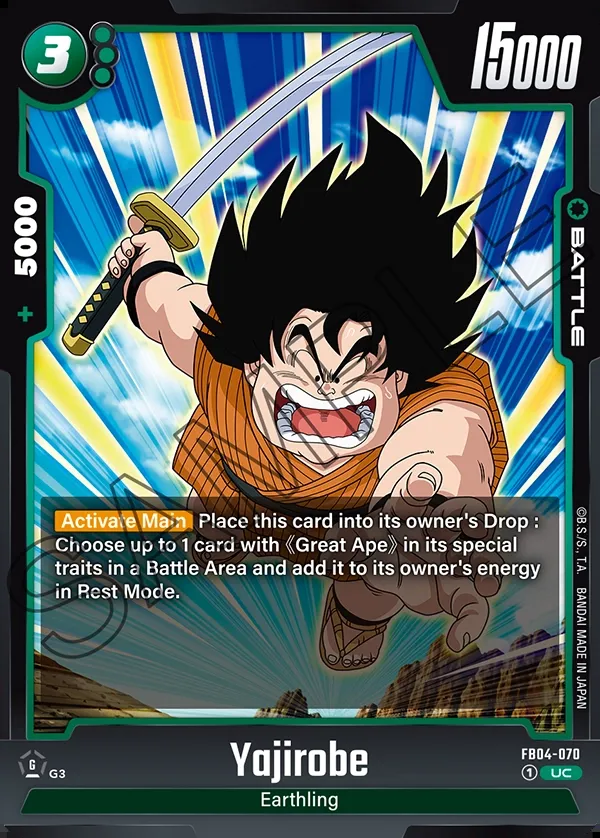 3
15000
+ 5000
BATTLE
SAMPLE
Activate Main Place this card into its owner's Drop :
Choose up to 1 card with 《Great Ape》 in its special
traits in a Battle Area and add it to its owner's energy
in Rest Mode.
©B.S./S., T.A. BANDAI MADE IN JAPAN
G G3
Yajirobe
FB04-070
1 UC
Earthling